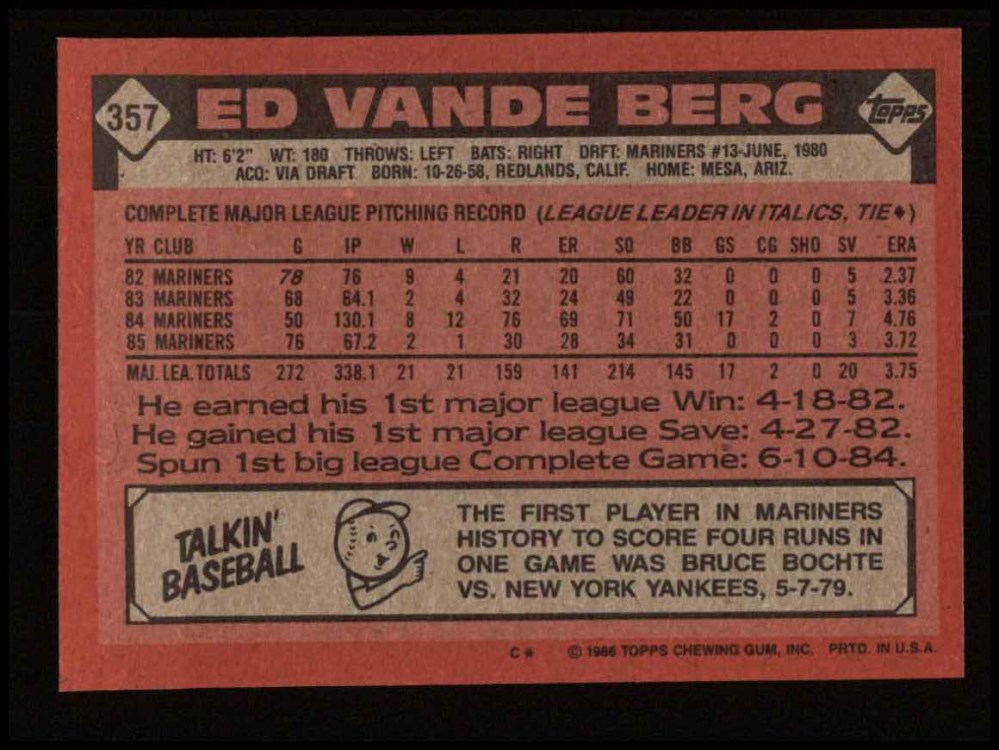 357 ED VANDE BERG topps
HT: 6'2" WT: 180 THROWS: LEFT BATS: RIGHT DRFT: MARINERS #13-JUNE, 1980
ACQ: VIA DRAFT BORN: 10-26-58, REDLANDS, CALIF. HOME: MESA, ARIZ.
COMPLETE MAJOR LEAGUE PITCHING RECORD (LEAGUE LEADER IN ITALICS, TIE♦)
YR CLUB G IP W L R ER SO BB GS CG SHO SV ERA
82 MARINERS 78 76 9 4 21 20 60 32 0 0 0 5 2.37
83 MARINERS 68 64.1 2 4 32 24 49 22 0 0 0 5 3.36
84 MARINERS 50 130.1 8 12 76 69 71 50 17 2 0 7 4.76
85 MARINERS 76 67.2 2 1 30 28 34 31 0 0 0 3 3.72
MAJ. LEA. TOTALS 272 338.1 21 21 159 141 214 145 17 2 0 20 3.75
He earned his 1st major league Win: 4-18-82.
He gained his 1st major league Save: 4-27-82.
Spun 1st big league Complete Game: 6-10-84.
TALKIN'
BASEBALL
THE FIRST PLAYER IN MARINERS
HISTORY TO SCORE FOUR RUNS IN
ONE GAME WAS BRUCE BOCHTE
VS. NEW YORK YANKEES, 5-7-79.
C* © 1986 TOPPS CHEWING GUM, INC. PRTD. IN U.S.A.